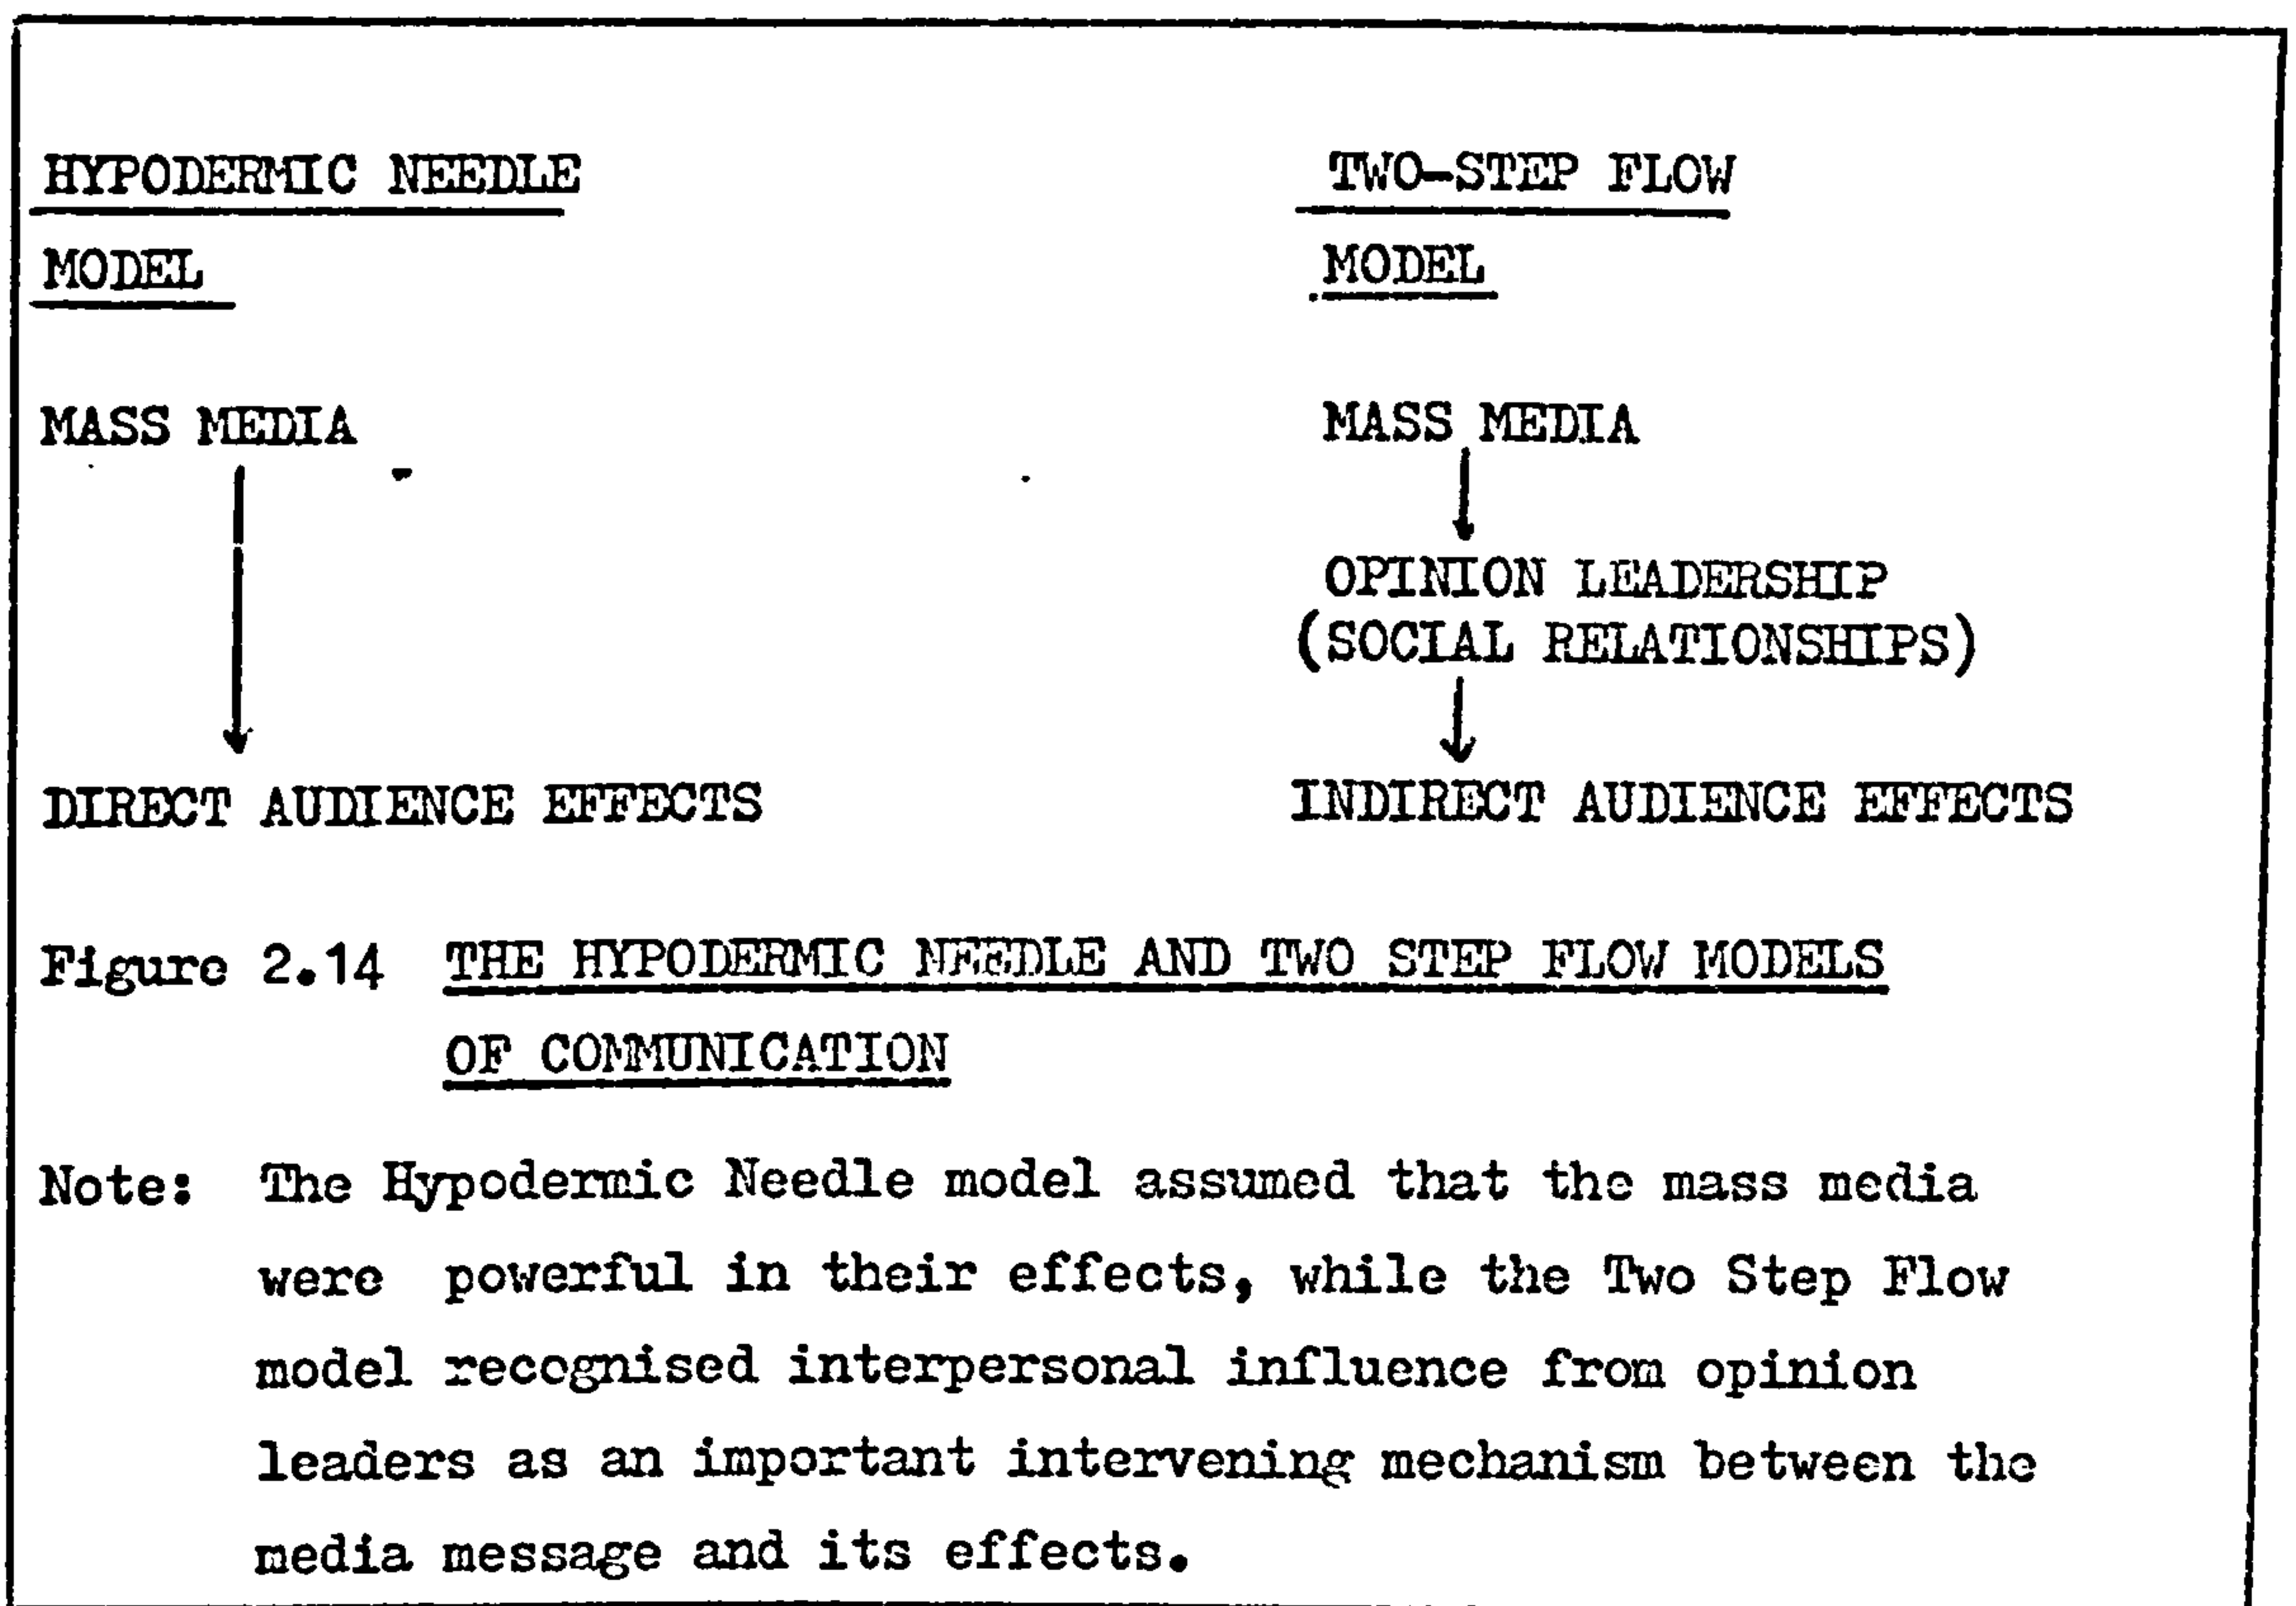 HYPODERMIC NEEDLE
MODEL
MASS MEDIA
DIRECT AUDIENCE EFFECTS
TWO-STEP FLOW
MODEL
MASS MEDIA
OPINION LEADERSHIP
(SOCIAL RELATIONSHIPS)
INDIRECT AUDIENCE EFFECTS
Figure 2.14 THE HYPODERMIC NEEDLE AND TWO STEP FLOW MODELS
OF COMMUNICATION
Note: The Hypodermic Needle model assumed that the mass media
were powerful in their effects, while the Two Step Flow
model recognised interpersonal influence from opinion
leaders as an important intervening mechanism between the
media message and its effects.